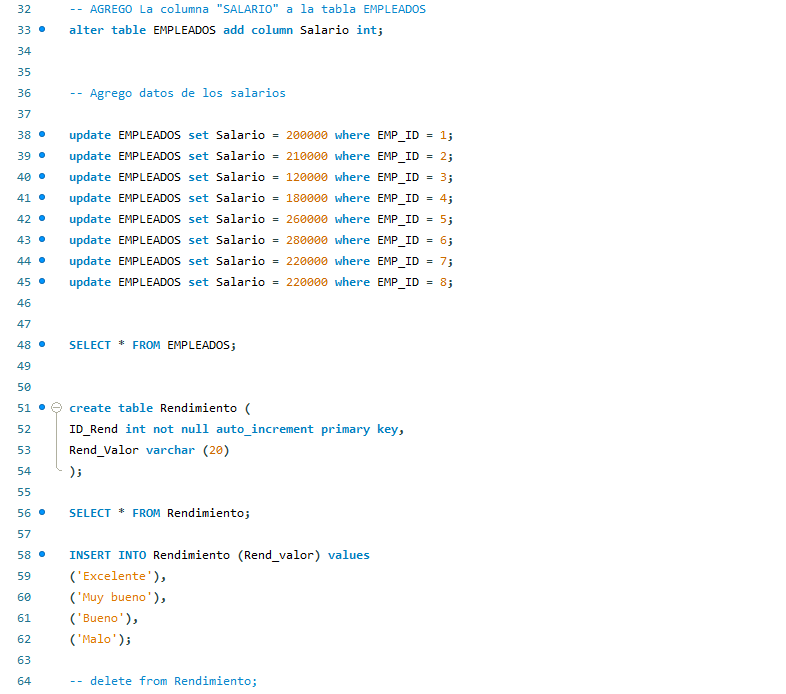 32 -- AGREGO La columna "SALARIO" a la tabla EMPLEADOS
33 alter table EMPLEADOS add column Salario int;
34
35
36 -- Agrego datos de los salarios
37
38 update EMPLEADOS set Salario = 200000 where EMP_ID = 1;
39 update EMPLEADOS set Salario = 210000 where EMP_ID = 2;
40 update EMPLEADOS set Salario = 120000 where EMP_ID = 3;
41 update EMPLEADOS set Salario = 180000 where EMP_ID = 4;
42 update EMPLEADOS set Salario = 260000 where EMP_ID = 5;
43 update EMPLEADOS set Salario = 280000 where EMP_ID = 6;
44 update EMPLEADOS set Salario = 220000 where EMP_ID = 7;
45 update EMPLEADOS set Salario = 220000 where EMP_ID = 8;
46
47
48 SELECT * FROM EMPLEADOS;
49
50
51 create table Rendimiento (
52 ID_Rend int not null auto_increment primary key,
53 Rend_Valor varchar (20)
54 );
55
56 SELECT * FROM Rendimiento;
57
58 INSERT INTO Rendimiento (Rend_valor) values
59 ('Excelente'),
60 ('Muy bueno'),
61 ('Bueno'),
62 ('Malo');
63
64 -- delete from Rendimiento;